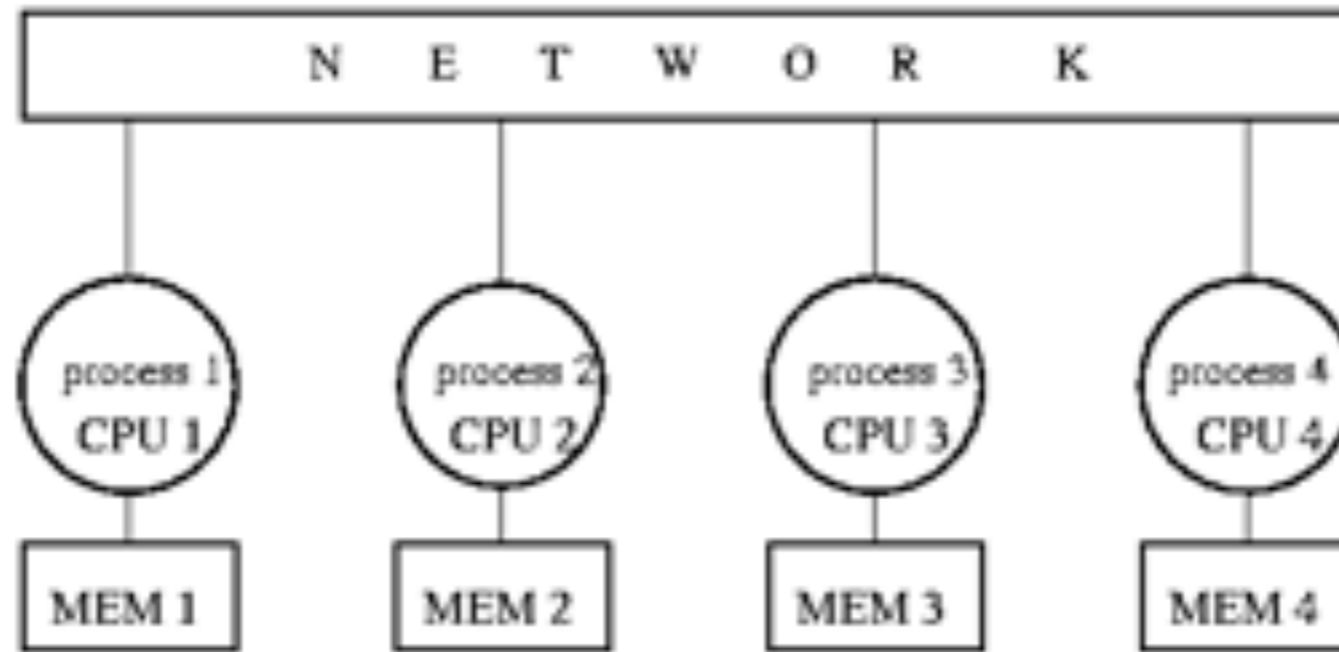 N E T W O R K
process 1 process 2 process 3 process 4
CPU 1 CPU 2 CPU 3 CPU 4
MEM 1 MEM 2 MEM 3 MEM 4